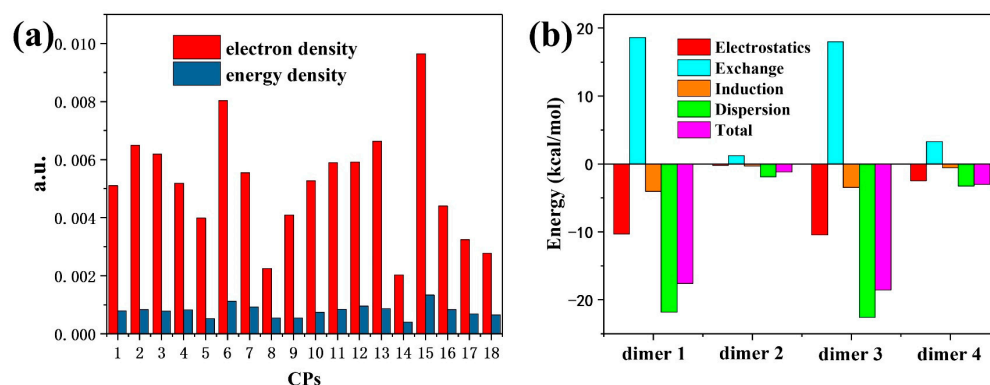 (a)
electron density
energy density
a.u.
0. 010
0. 008
0. 006
0. 004
0. 002
0. 000
1 2 3 4 5 6 7 8 9 10 11 12 13 14 15 16 17 18
CPs
(b)
Electrostatics
Exchange
Induction
Dispersion
Total
Energy (kcal/mol)
20
10
0
−10
−20
dimer 1 dimer 2 dimer 3 dimer 4